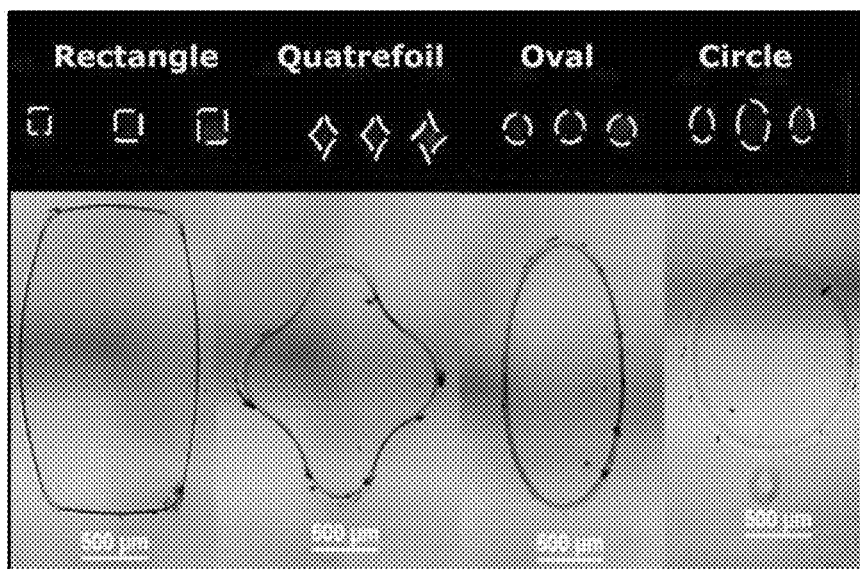 Rectangle
Quatrefoil
Oval
Circle
500 µm
500 µm
500 µm
500 µm